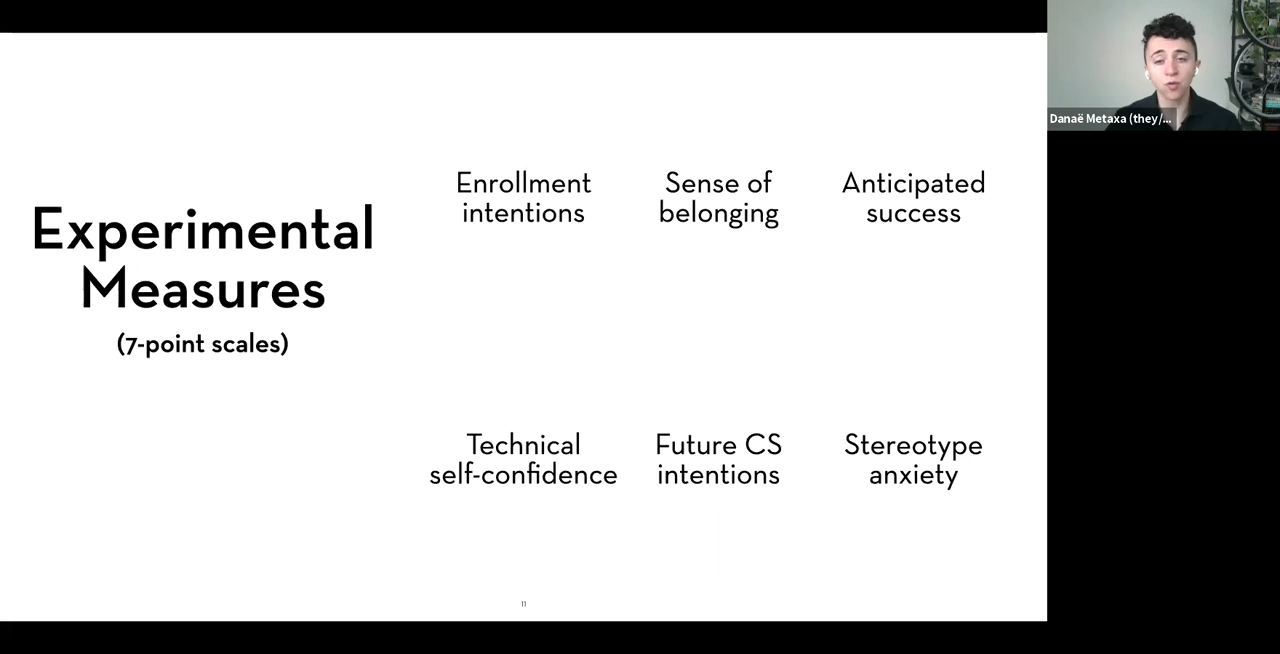 Experimental
Measures
(7-point scales)
Enrollment
intentions
Sense of
belonging
Anticipated
success
Technical
self-confidence
Future CS
intentions
Stereotype
anxiety
11
Danaë Metaxa (they/...